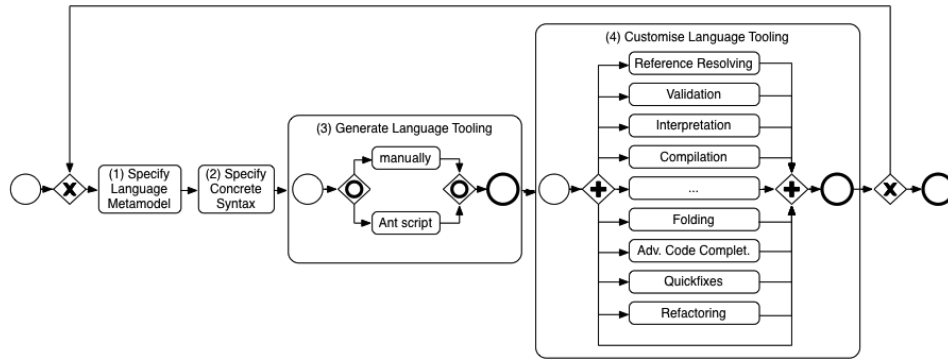 (4) Customise Language Tooling
Reference Resolving
Validation
(3) Generate Language Tooling
Interpretation
manually
Compilation
(1) Specify
Language
Metamodel
(2) Specify
Concrete
Syntax
...
Ant script
Folding
Adv. Code Complet.
Quickfixes
Refactoring